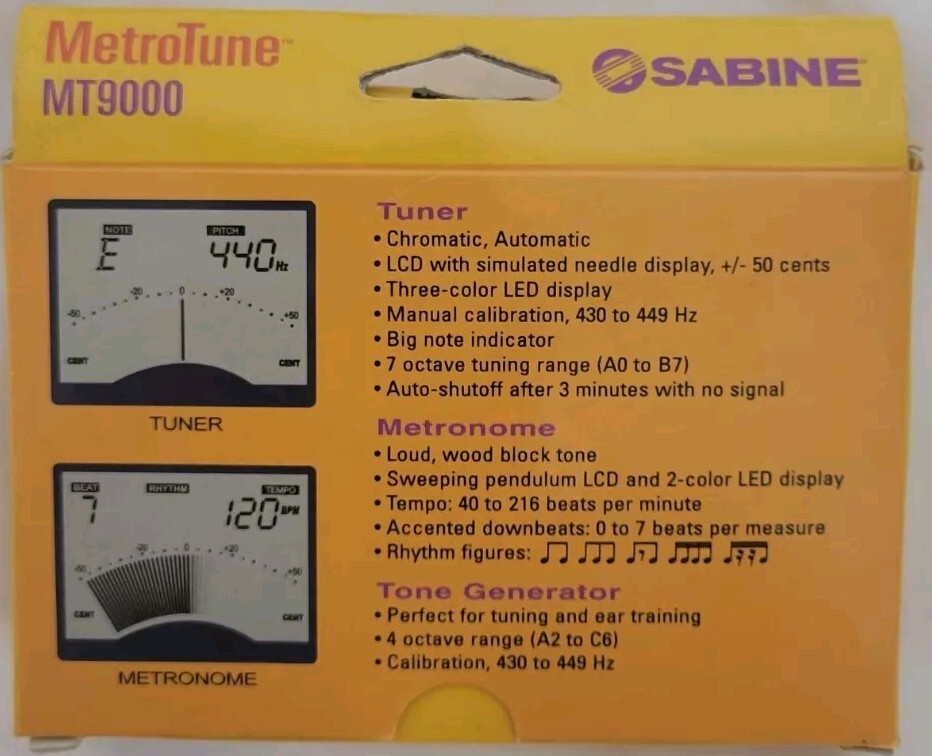 MetroTune™
MT9000
SABINE
NOTE PITCH
E 440Hz
-50 -20 0 +20 +50
CENT CENT
TUNER
BEAT RHYTHM TEMPO
7 120BPM
-50 -20 0 +20 +50
CENT CENT
METRONOME
Tuner
• Chromatic, Automatic
• LCD with simulated needle display, +/- 50 cents
• Three-color LED display
• Manual calibration, 430 to 449 Hz
• Big note indicator
• 7 octave tuning range (A0 to B7)
• Auto-shutoff after 3 minutes with no signal
Metronome
• Loud, wood block tone
• Sweeping pendulum LCD and 2-color LED display
• Tempo: 40 to 216 beats per minute
• Accented downbeats: 0 to 7 beats per measure
• Rhythm figures:
Tone Generator
• Perfect for tuning and ear training
• 4 octave range (A2 to C6)
• Calibration, 430 to 449 Hz